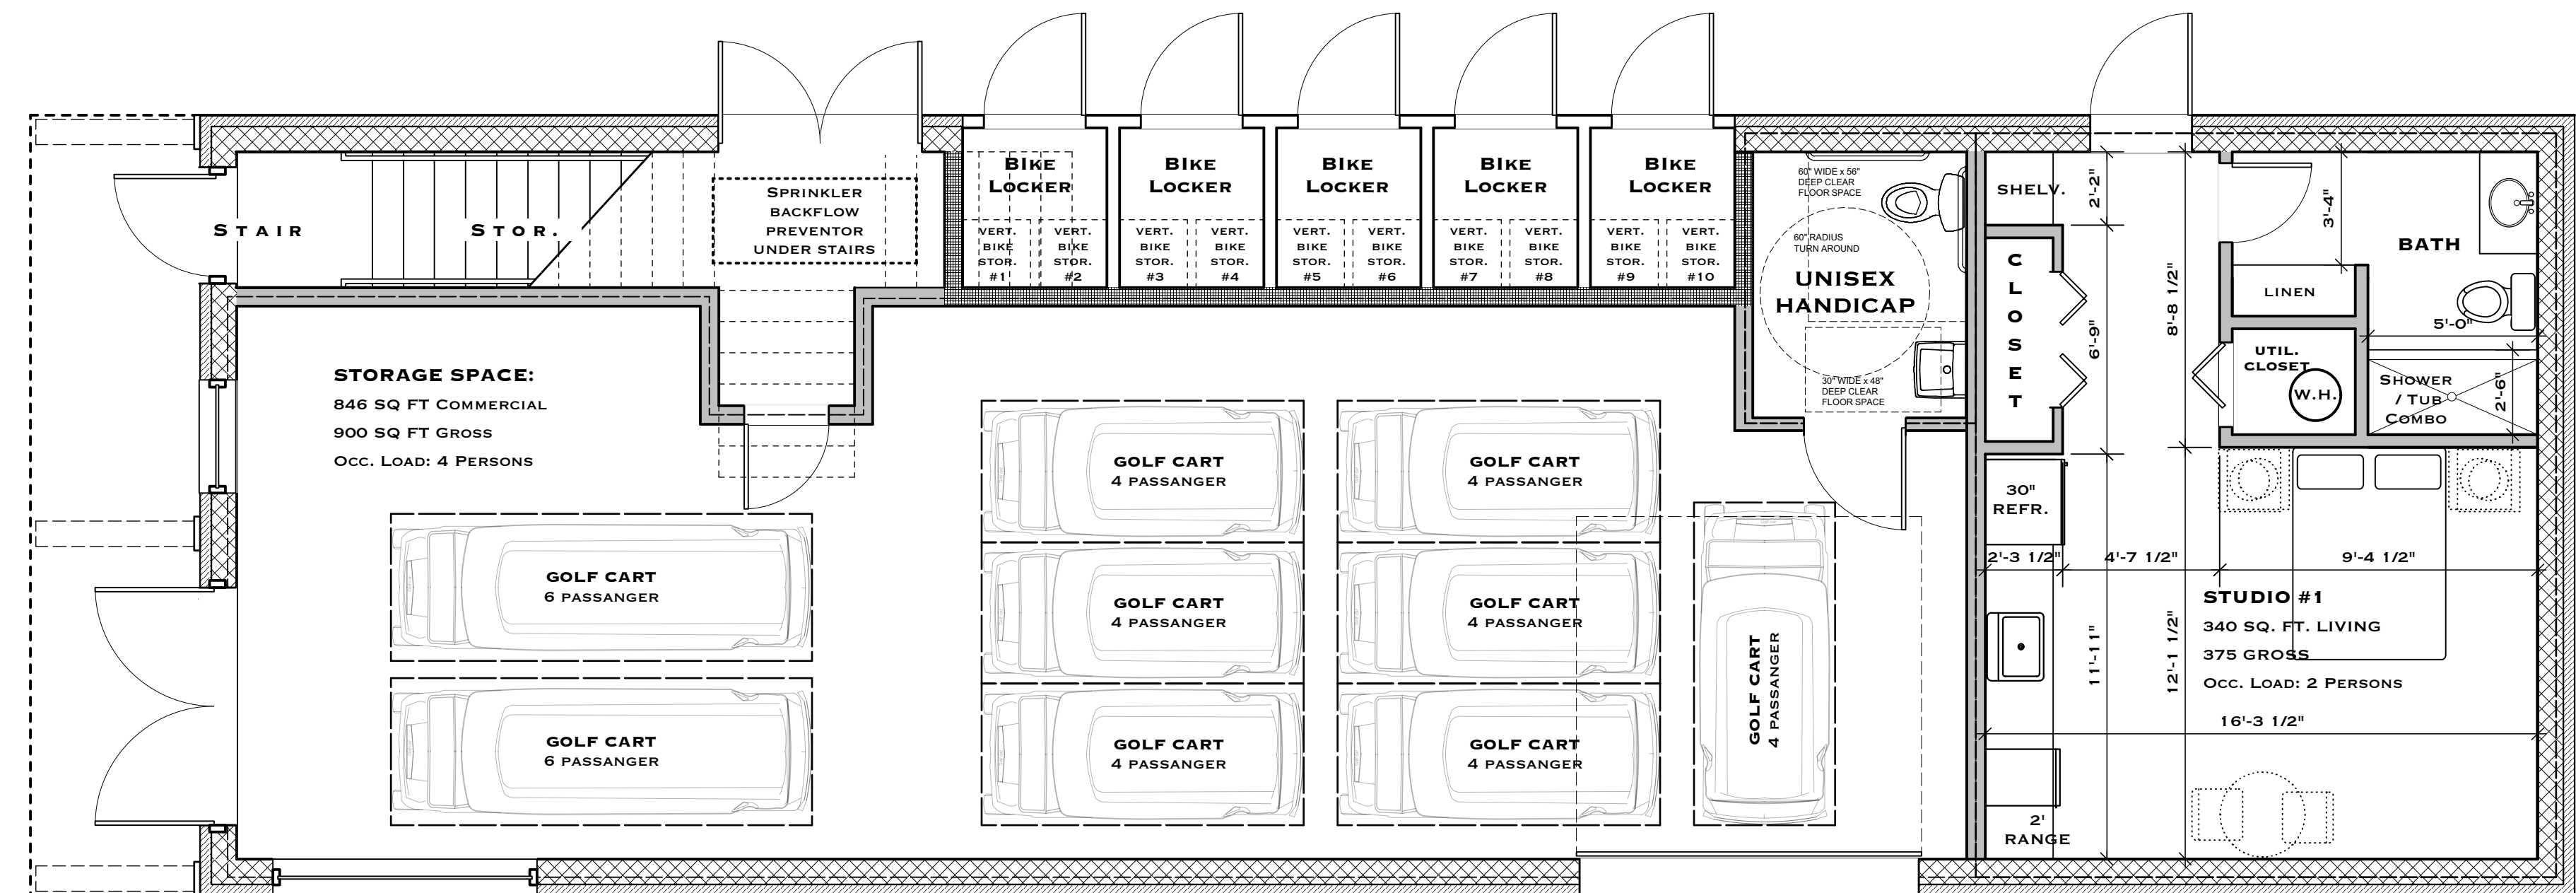 STAIR
STOR.
SPRINKLER
BACKFLOW
PREVENTOR
UNDER STAIRS
BIKE
LOCKER
VERT.
BIKE
STOR.
#1
VERT.
BIKE
STOR.
#2
BIKE
LOCKER
VERT.
BIKE
STOR.
#3
VERT.
BIKE
STOR.
#4
BIKE
LOCKER
VERT.
BIKE
STOR.
#5
VERT.
BIKE
STOR.
#6
BIKE
LOCKER
VERT.
BIKE
STOR.
#7
VERT.
BIKE
STOR.
#8
BIKE
LOCKER
VERT.
BIKE
STOR.
#9
VERT.
BIKE
STOR.
#10
60" WIDE x 56"
DEEP CLEAR
FLOOR SPACE
60" RADIUS
TURN AROUND
UNISEX
HANDICAP
30" WIDE x 48"
DEEP CLEAR
FLOOR SPACE
SHELV.
2'-2"
CLOSET
6'-9"
8'-8 1/2"
3'-4"
BATH
LINEN
5'-0"
UTIL.
CLOSET
W.H.
SHOWER
/ TUB
COMBO
2'-6"
STORAGE SPACE:
846 SQ FT COMMERCIAL
900 SQ FT GROSS
OCC. LOAD: 4 PERSONS
GOLF CART
6 PASSANGER
GOLF CART
6 PASSANGER
GOLF CART
4 PASSANGER
GOLF CART
4 PASSANGER
GOLF CART
4 PASSANGER
GOLF CART
4 PASSANGER
GOLF CART
4 PASSANGER
GOLF CART
4 PASSANGER
GOLF CART
4 PASSANGER
30"
REFR.
2'-3 1/2"
4'-7 1/2"
9'-4 1/2"
11'-11"
12'-1 1/2"
STUDIO #1
340 SQ. FT. LIVING
375 GROSS
OCC. LOAD: 2 PERSONS
16'-3 1/2"
2'
RANGE